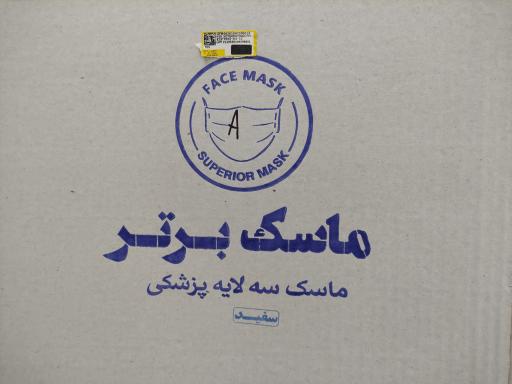 FACE MASK
A
SUPERIOR MASK
ماسک برتر
ماسک سه لایه پزشکی
سفید